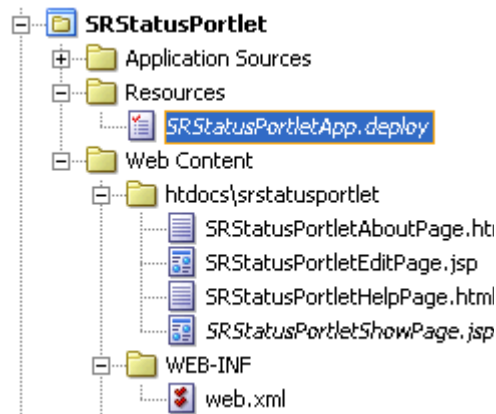 SRStatusPortlet
Application Sources
Resources
SRStatusPortletApp.deploy
Web Content
htdocs\srstatusportlet
SRStatusPortletAboutPage.htm
SRStatusPortletEditPage.jsp
SRStatusPortletHelpPage.html
SRStatusPortletShowPage.jsp
WEB-INF
web.xml